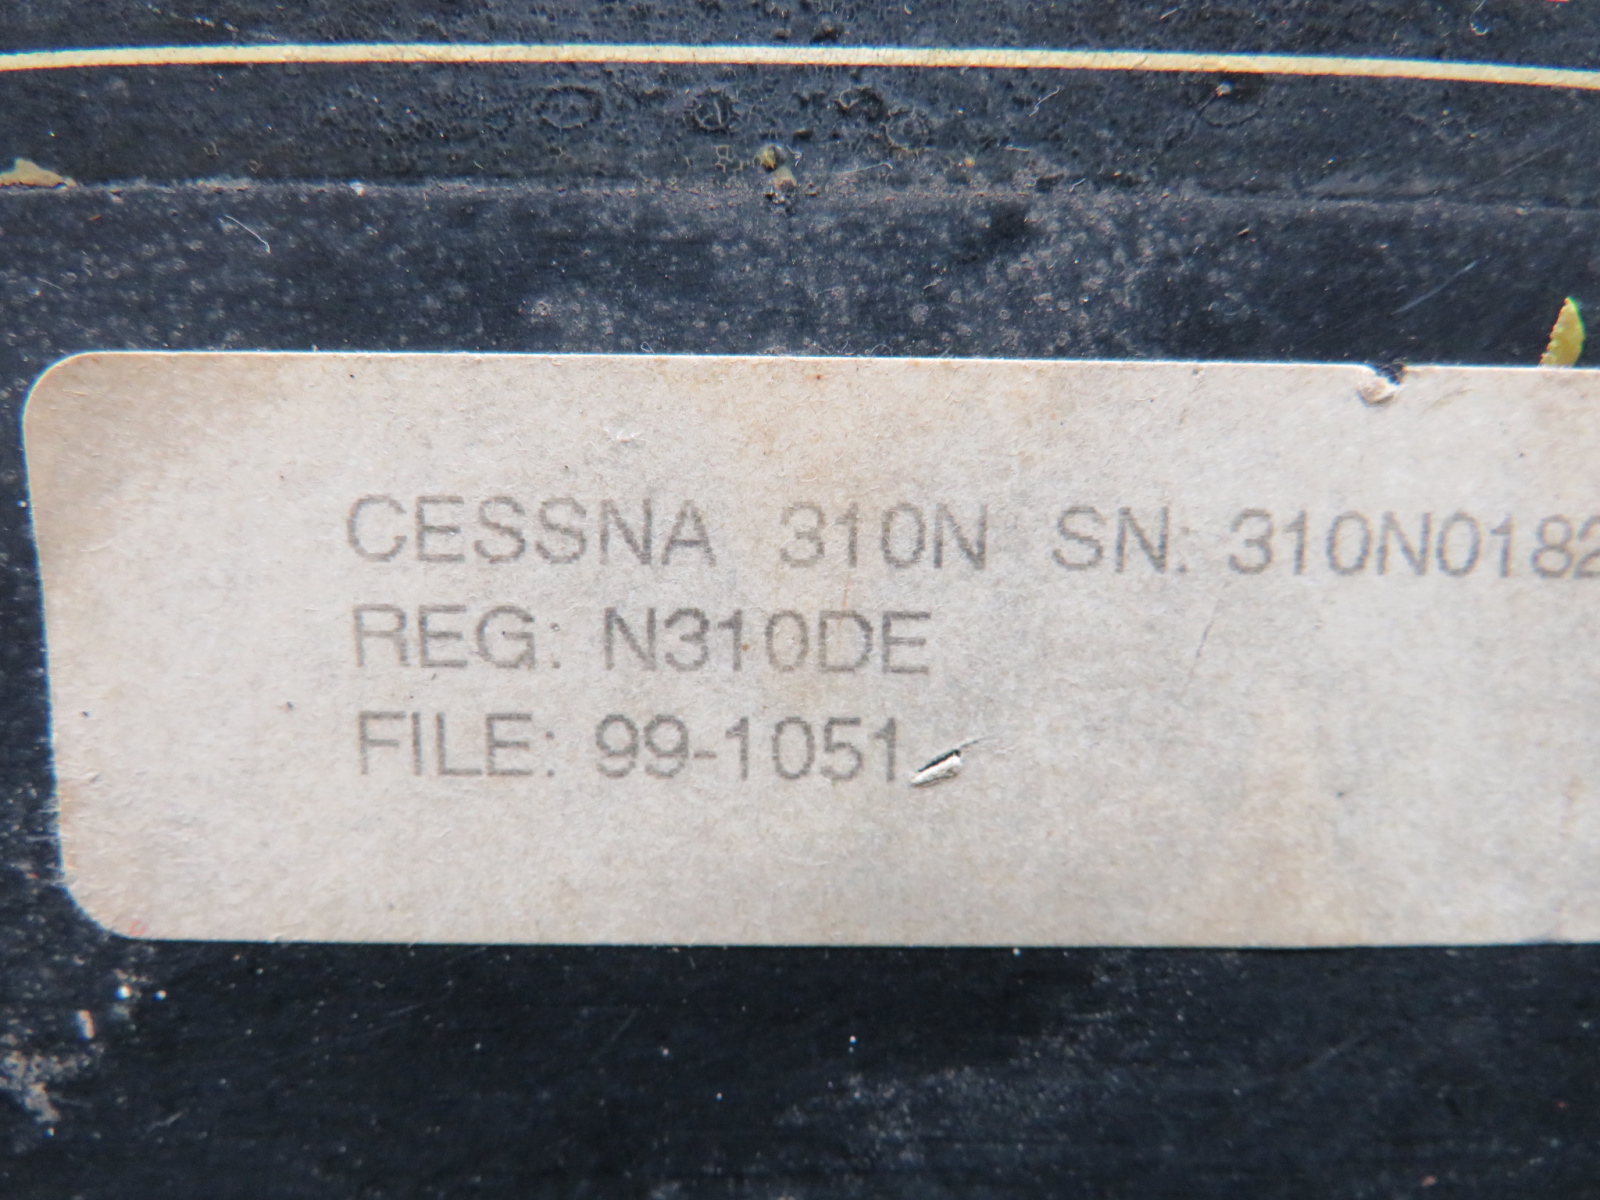 CESSNA 310N SN: 310N0182
REG: N310DE
FILE: 99-1051